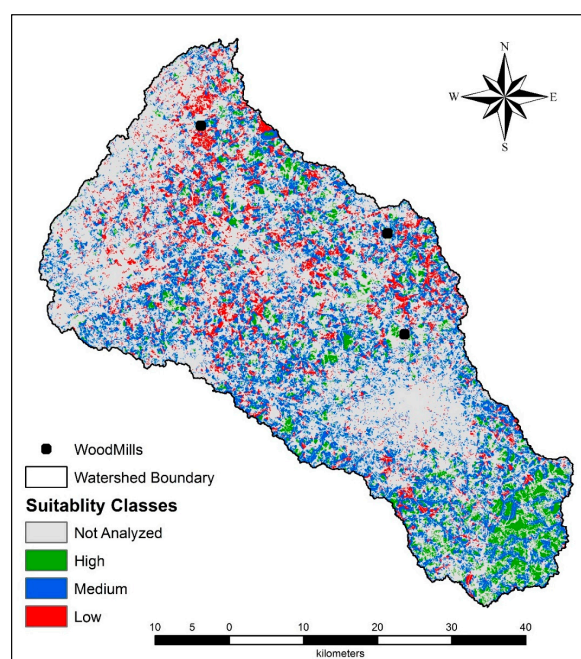 N
W E
S
WoodMills
Watershed Boundary
Suitablity Classes
Not Analyzed
High
Medium
Low
10 5 0 10 20 30 40
kilometers